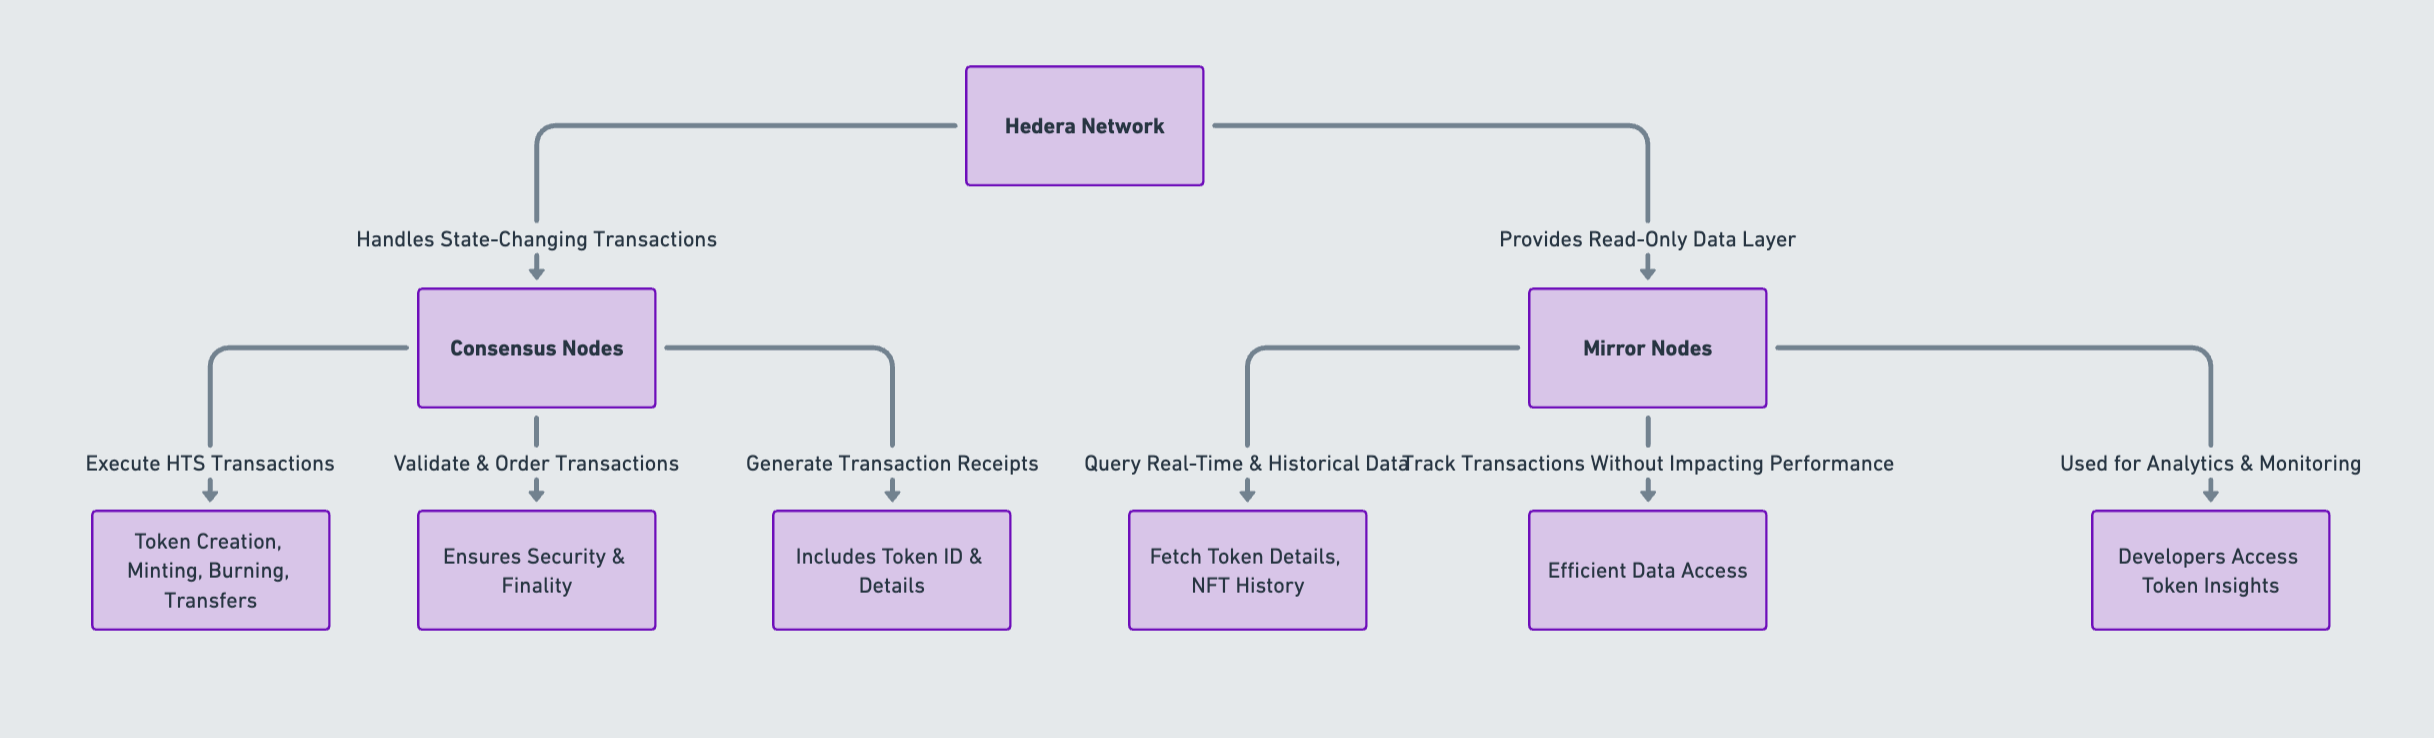 Hedera Network
Handles State-Changing Transactions
Provides Read-Only Data Layer
Consensus Nodes
Mirror Nodes
Execute HTS Transactions
Validate & Order Transactions
Generate Transaction Receipts
Query Real-Time & Historical Data
Track Transactions Without Impacting Performance
Used for Analytics & Monitoring
Token Creation,
Minting, Burning,
Transfers
Ensures Security &
Finality
Includes Token ID &
Details
Fetch Token Details,
NFT History
Efficient Data Access
Developers Access
Token Insights